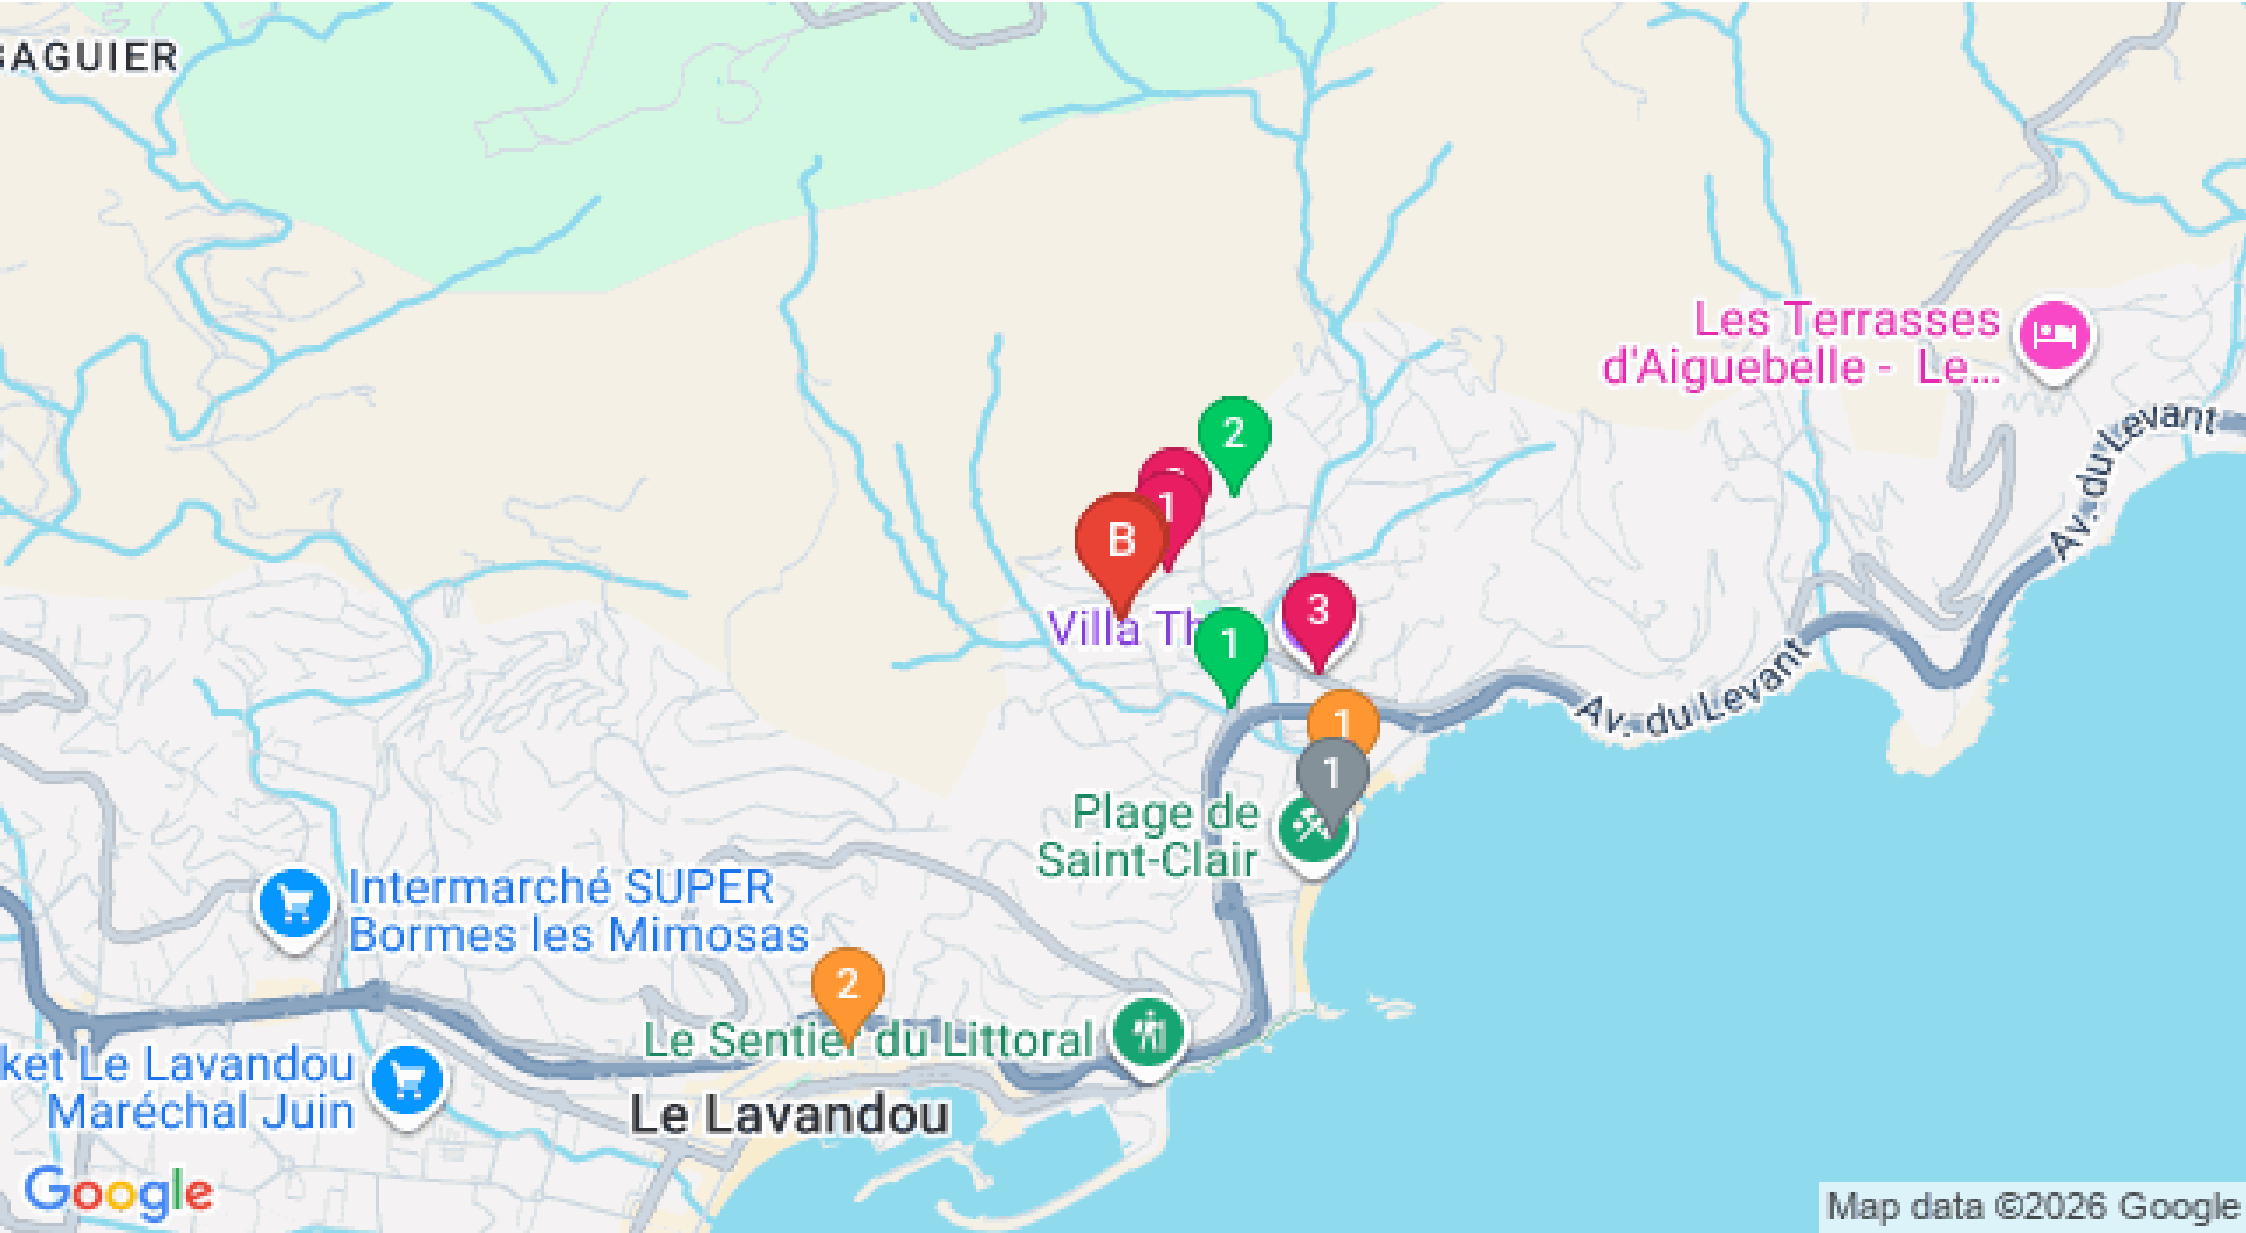 GAGUIER
Les Terrasses
d'Aiguebelle - Le...
Av. du Levant
2
1
B
3
Villa
1
Av. du Levant
1
1
Plage de
Saint-Clair
Intermarché SUPER
Bormes les Mimosas
2
Le Sentier du Littoral
ket Le Lavandou
Maréchal Juin
Le Lavandou
Google
Map data ©2026 Google